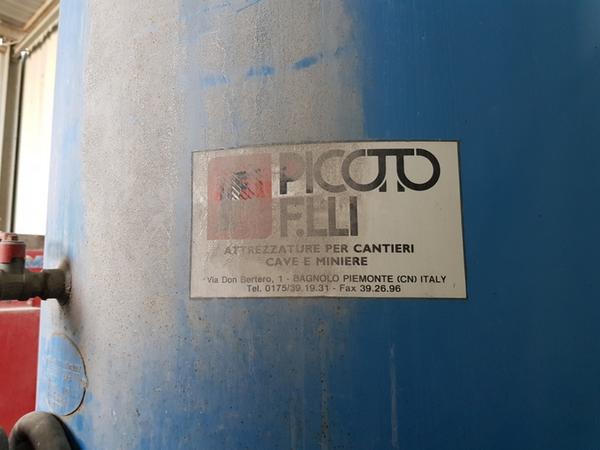 PICOTTO
F.LLI
ATTREZZATURE PER CANTIERI
CAVE E MINIERE
Via Don Bertero, 1 - BAGNOLO PIEMONTE (CN) ITALY
Tel. 0175/39.19.31 - Fax 39.26.96